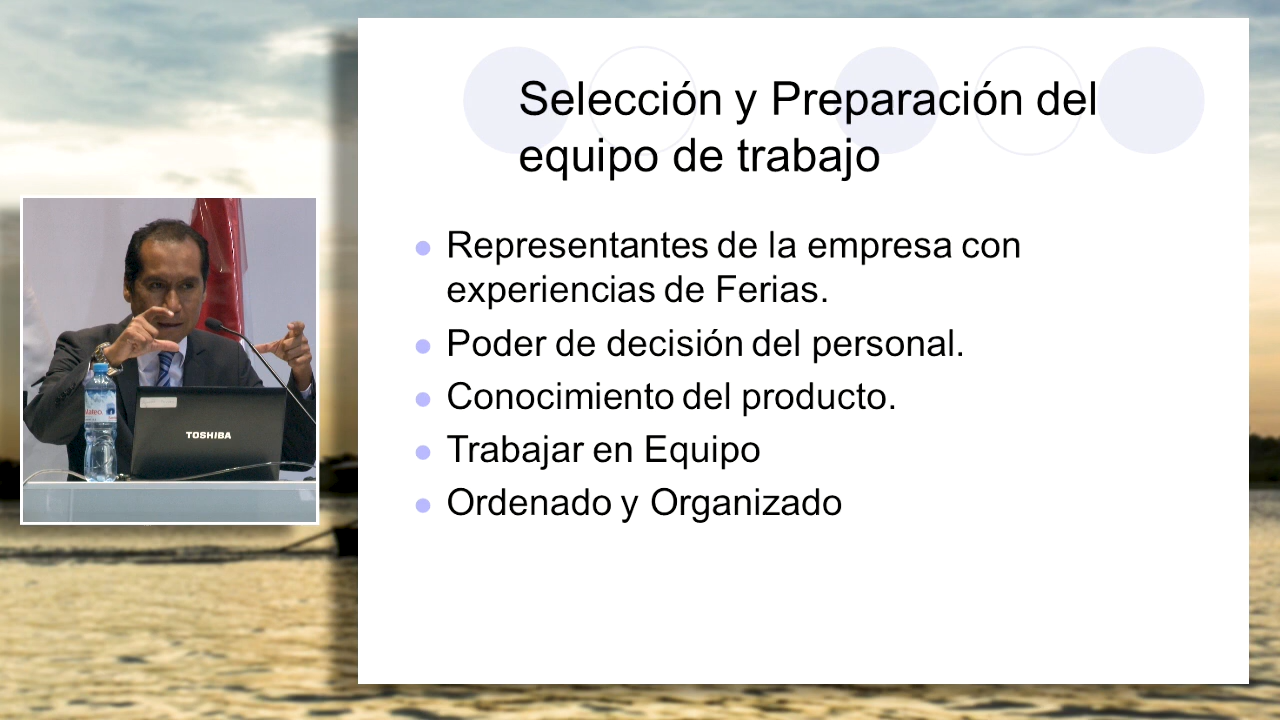 Selección y Preparación del
equipo de trabajo
Representantes de la empresa con
experiencias de Ferias.
Poder de decisión del personal.
Conocimiento del producto.
Trabajar en Equipo
Ordenado y Organizado
TOSHIBA